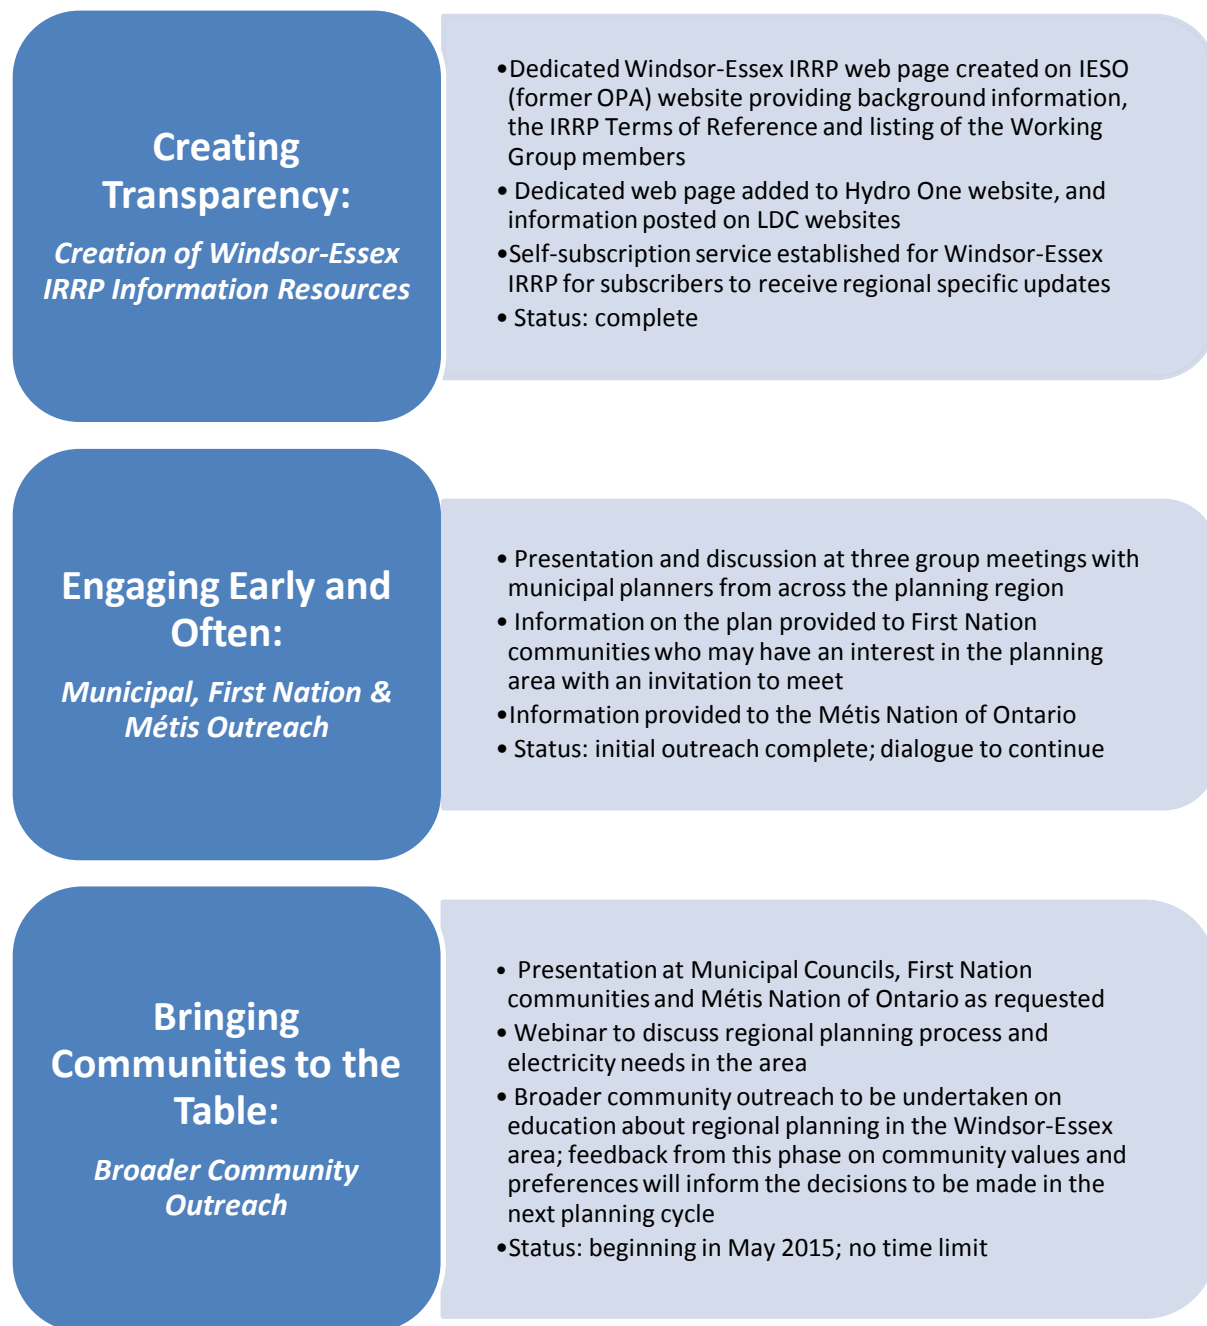 Creating
Transparency:
Creation of Windsor-Essex
IRRP Information Resources
•Dedicated Windsor-Essex IRRP web page created on IESO
(former OPA) website providing background information,
the IRRP Terms of Reference and listing of the Working
Group members
• Dedicated web page added to Hydro One website, and
information posted on LDC websites
•Self-subscription service established for Windsor-Essex
IRRP for subscribers to receive regional specific updates
• Status: complete
Engaging Early and
Often:
Municipal, First Nation &
Métis Outreach
• Presentation and discussion at three group meetings with
municipal planners from across the planning region
• Information on the plan provided to First Nation
communities who may have an interest in the planning
area with an invitation to meet
•Information provided to the Métis Nation of Ontario
• Status: initial outreach complete; dialogue to continue
Bringing
Communities to the
Table:
Broader Community
Outreach
• Presentation at Municipal Councils, First Nation
communities and Métis Nation of Ontario as requested
• Webinar to discuss regional planning process and
electricity needs in the area
• Broader community outreach to be undertaken on
education about regional planning in the Windsor-Essex
area; feedback from this phase on community values and
preferences will inform the decisions to be made in the
next planning cycle
•Status: beginning in May 2015; no time limit